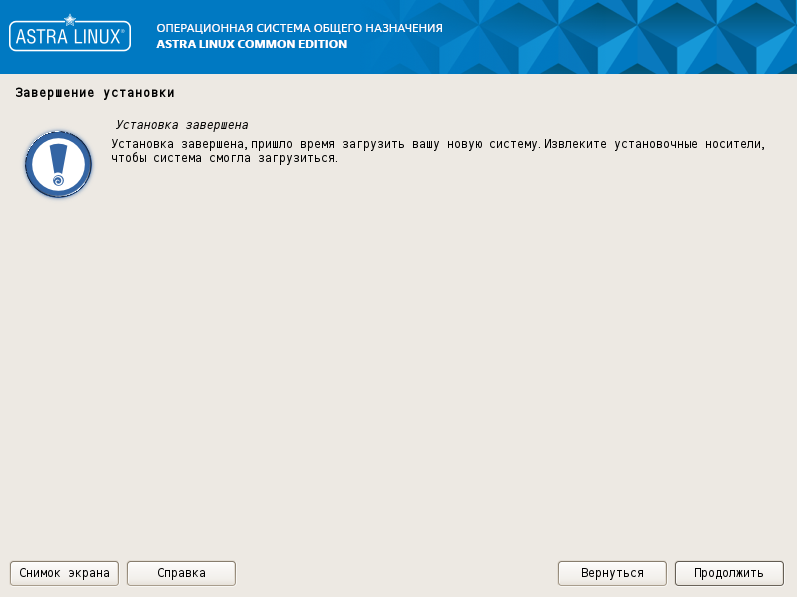 ASTRA LINUX®
ОПЕРАЦИОННАЯ СИСТЕМА ОБЩЕГО НАЗНАЧЕНИЯ
ASTRA LINUX COMMON EDITION
Завершение установки
Установка завершена
Установка завершена, пришло время загрузить вашу новую систему. Извлеките установочные носители,
чтобы система смогла загрузиться.
Снимок экрана
Справка
Вернуться
Продолжить